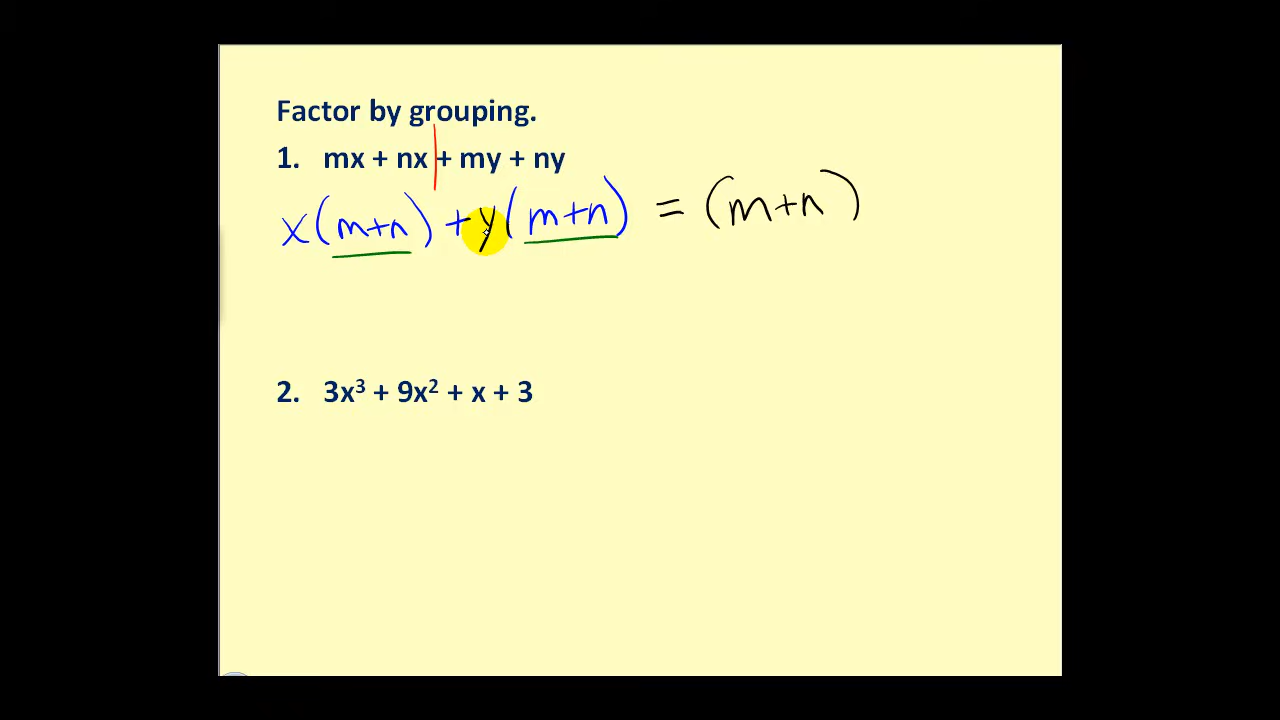 Factor by grouping.
1. mx + nx + my + ny
x(m+n) + y(m+n) = (m+n)
2. 3x³ + 9x² + x + 3